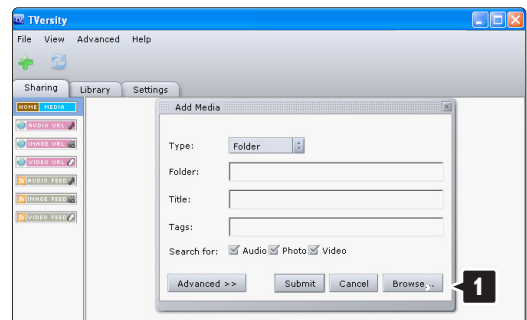 TVersity
File View Advanced Help
Sharing Library Settings
HOME MEDIA
AUDIO URL
IMAGE URL
VIDEO URL
AUDIO FEED
IMAGE FEED
VIDEO FEED
Add Media
Type: Folder
Folder:
Title:
Tags:
Search for: Audio Photo Video
Advanced >> Submit Cancel Browse...
1